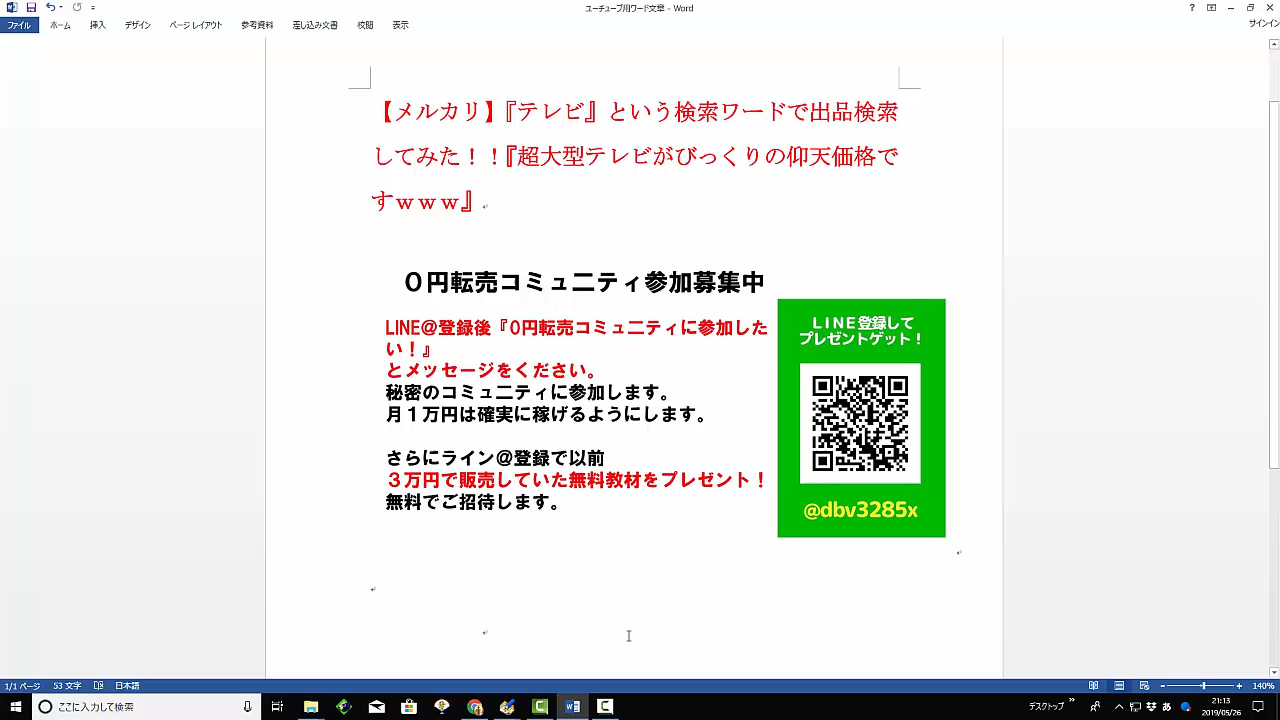 ユーチューブ用ワード文章 - Word
サインイン
ファイル ホーム 挿入 デザイン ページ レイアウト 参考資料 差し込み文書 校閲 表示
【メルカリ】『テレビ』という検索ワードで出品検索
してみた！！『超大型テレビがびっくりの仰天価格で
すｗｗｗ』
０円転売コミュニティ参加募集中
LINE@登録後『0円転売コミュニティに参加した
い！』
とメッセージをください。
秘密のコミュニティに参加します。
月１万円は確実に稼げるようにします。
さらにライン@登録で以前
３万円で販売していた無料教材をプレゼント！
無料でご招待します。
ＬＩＮＥ登録して
プレゼントゲット！
@dbv3285x
1/1 ページ 53 文字 日本語 140%
ここに入力して検索
デスクトップ
あ
21:13
2019/05/26